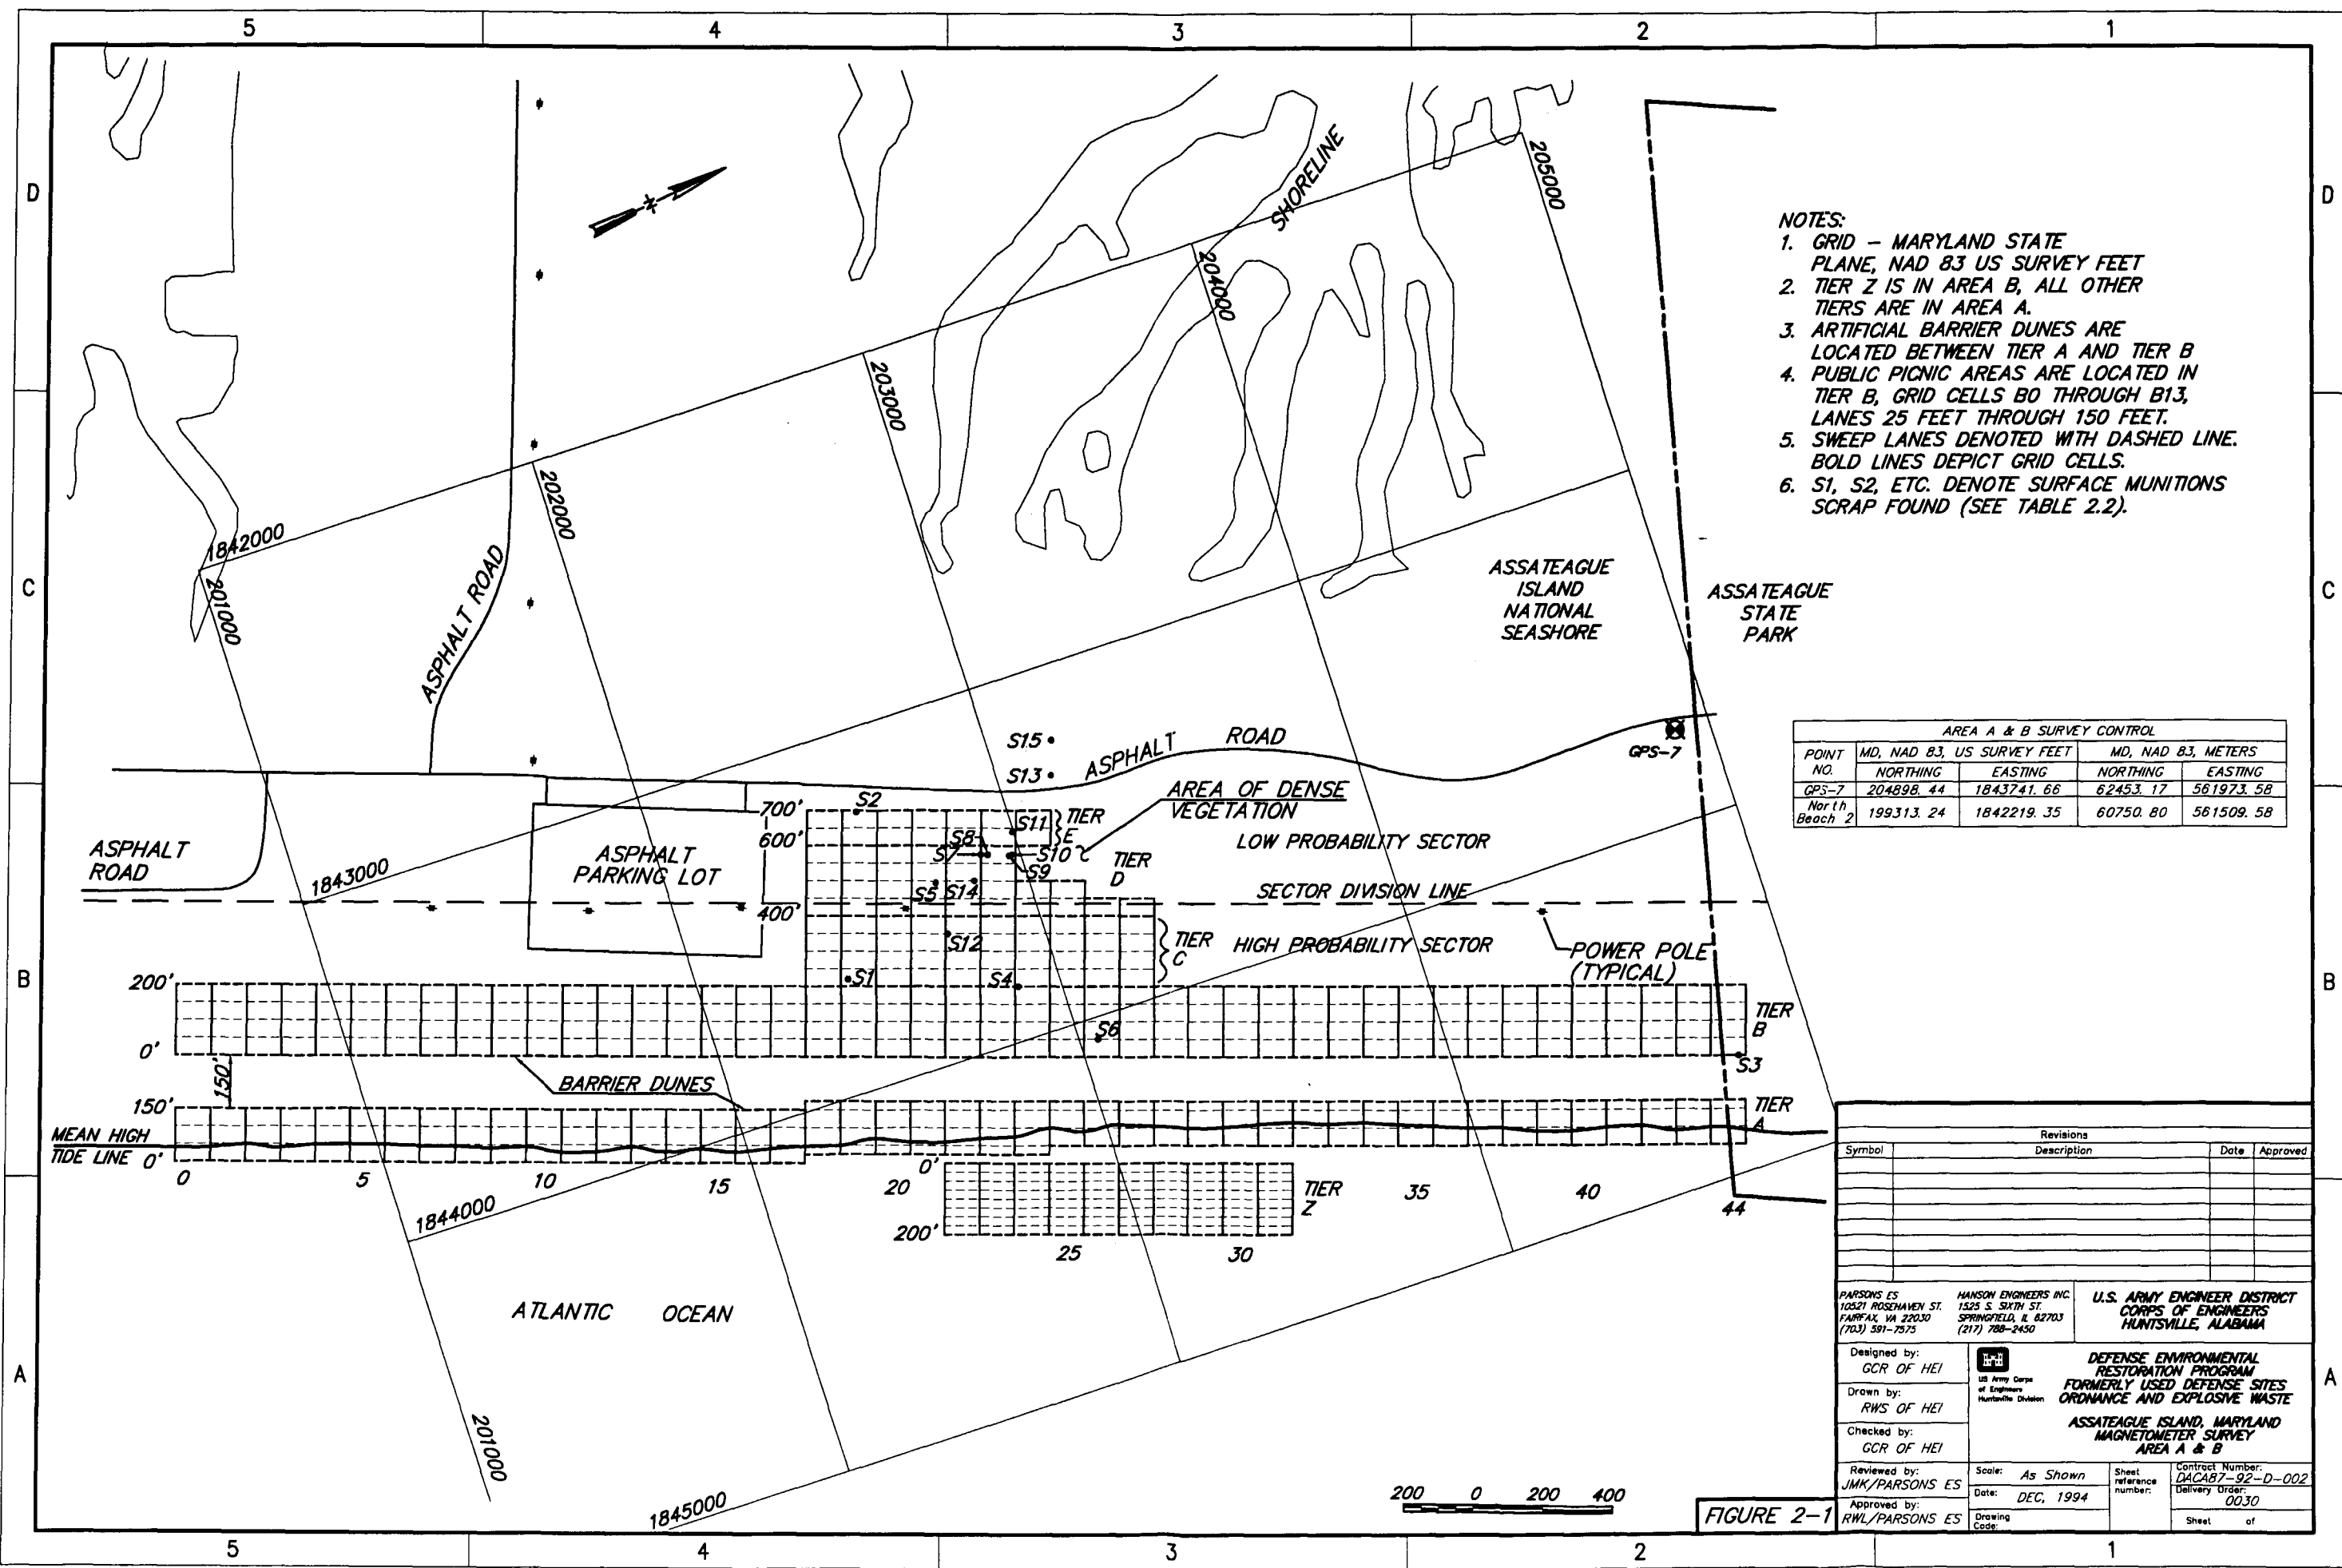 5 4 3 2 1
D
D
SHORELINE
205000
204000
203000
202000
201000
1842000
NOTES:
1. GRID - MARYLAND STATE
PLANE, NAD 83 US SURVEY FEET
2. TIER Z IS IN AREA B, ALL OTHER
TIERS ARE IN AREA A.
3. ARTIFICIAL BARRIER DUNES ARE
LOCATED BETWEEN TIER A AND TIER B
4. PUBLIC PICNIC AREAS ARE LOCATED IN
TIER B, GRID CELLS B0 THROUGH B13,
LANES 25 FEET THROUGH 150 FEET.
5. SWEEP LANES DENOTED WITH DASHED LINE.
BOLD LINES DEPICT GRID CELLS.
6. S1, S2, ETC. DENOTE SURFACE MUNITIONS
SCRAP FOUND (SEE TABLE 2.2).
C
C
ASPHALT ROAD
ASSATEAGUE
ISLAND
NATIONAL
SEASHORE
ASSATEAGUE
STATE
PARK
S15
S13
ASPHALT ROAD
GPS-7
AREA A & B SURVEY CONTROL
POINT NO. MD, NAD 83, US SURVEY FEET MD, NAD 83, METERS
NORTHING EASTING NORTHING EASTING
GPS-7 204898.44 1843741.66 62453.17 561973.58
North Beach 2 199313.24 1842219.35 60750.80 561509.58
AREA OF DENSE
VEGETATION
700'
600'
400'
S2
S11
TIER
E
S8
S7
S10
S9
S5
S14
TIER
D
LOW PROBABILITY SECTOR
SECTOR DIVISION LINE
HIGH PROBABILITY SECTOR
ASPHALT
ROAD
ASPHALT
PARKING LOT
1843000
S12
TIER
C
POWER POLE
(TYPICAL)
S1
S4
B
B
200'
0'
S6
TIER
B
S3
150'
BARRIER DUNES
150'
TIER
A
MEAN HIGH
TIDE LINE 0'
0 5 10 15 20 35 40 44
0'
200'
TIER
Z
25 30
1844000
ATLANTIC OCEAN
201000
1845000
200 0 200 400
FIGURE 2-1
A
A
Revisions
Symbol Description Date Approved
PARSONS ES
10521 ROSEHAVEN ST.
FAIRFAX, VA 22030
(703) 591-7575
HANSON ENGINEERS INC.
1525 S. SIXTH ST.
SPRINGFIELD, IL 62703
(217) 788-2450
U.S. ARMY ENGINEER DISTRICT
CORPS OF ENGINEERS
HUNTSVILLE, ALABAMA
Designed by:
GCR OF HEI
Drawn by:
RWS OF HEI
Checked by:
GCR OF HEI
Reviewed by:
JMK/PARSONS ES
Approved by:
RWL/PARSONS ES
US Army Corps
of Engineers
Huntsville Division
DEFENSE ENVIRONMENTAL
RESTORATION PROGRAM
FORMERLY USED DEFENSE SITES
ORDNANCE AND EXPLOSIVE WASTE
ASSATEAGUE ISLAND, MARYLAND
MAGNETOMETER SURVEY
AREA A & B
Scale: As Shown
Date: DEC, 1994
Drawing Code:
Sheet reference number:
Contract Number:
DACA87-92-D-002
Delivery Order:
0030
Sheet of
5 4 3 2 1